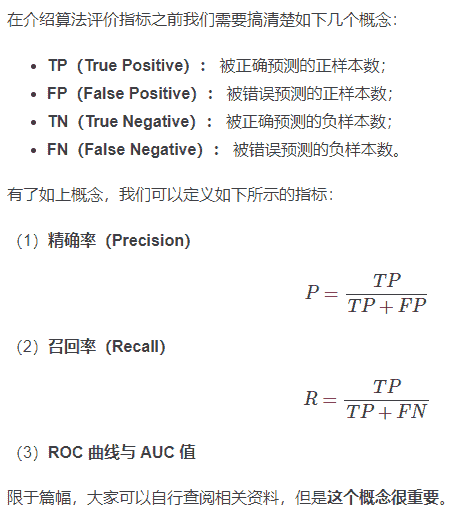 在介绍算法评价指标之前我们需要搞清楚如下几个概念：
• TP（True Positive）： 被正确预测的正样本数；
• FP（False Positive）： 被错误预测的正样本数；
• TN（True Negative）： 被正确预测的负样本数；
• FN（False Negative）： 被错误预测的负样本数。
有了如上概念，我们可以定义如下所示的指标：
（1）精确率（Precision）
P = TP / (TP + FP)
（2）召回率（Recall）
R = TP / (TP + FN)
（3）ROC 曲线与 AUC 值
限于篇幅，大家可以自行查阅相关资料，但是这个概念很重要。